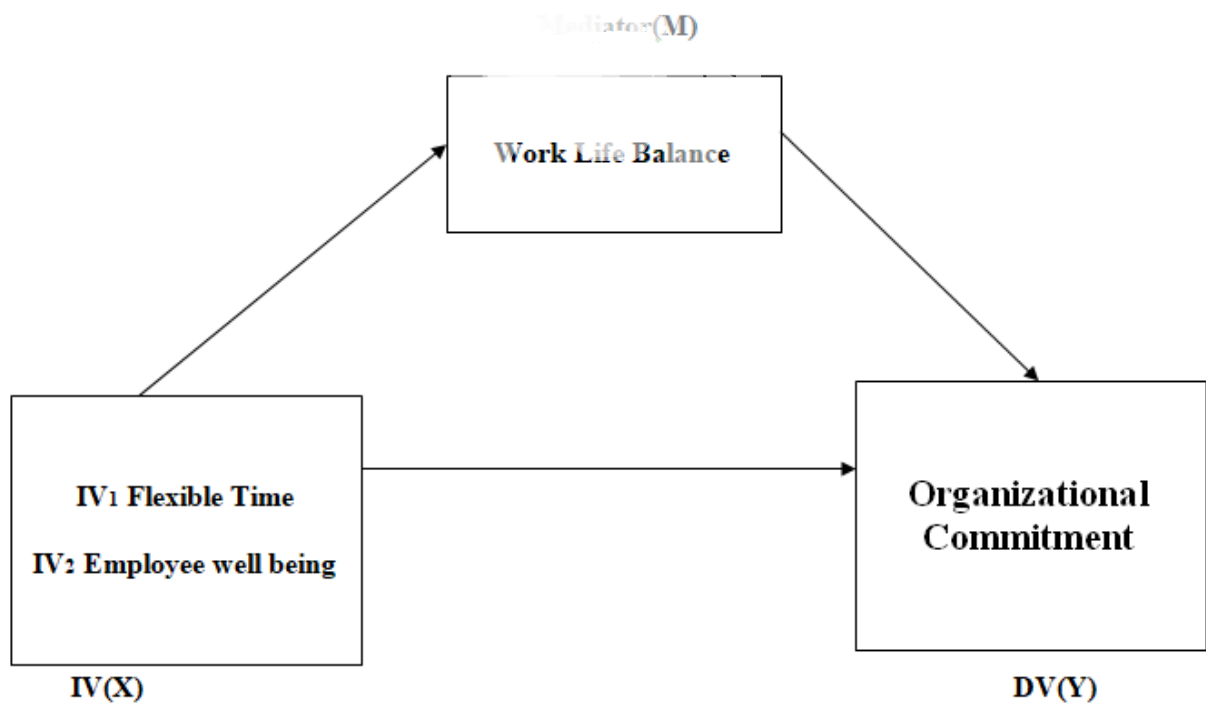 Mediator(M)
Work Life Balance
IV1 Flexible Time
IV2 Employee well being
Organizational
Commitment
IV(X)
DV(Y)